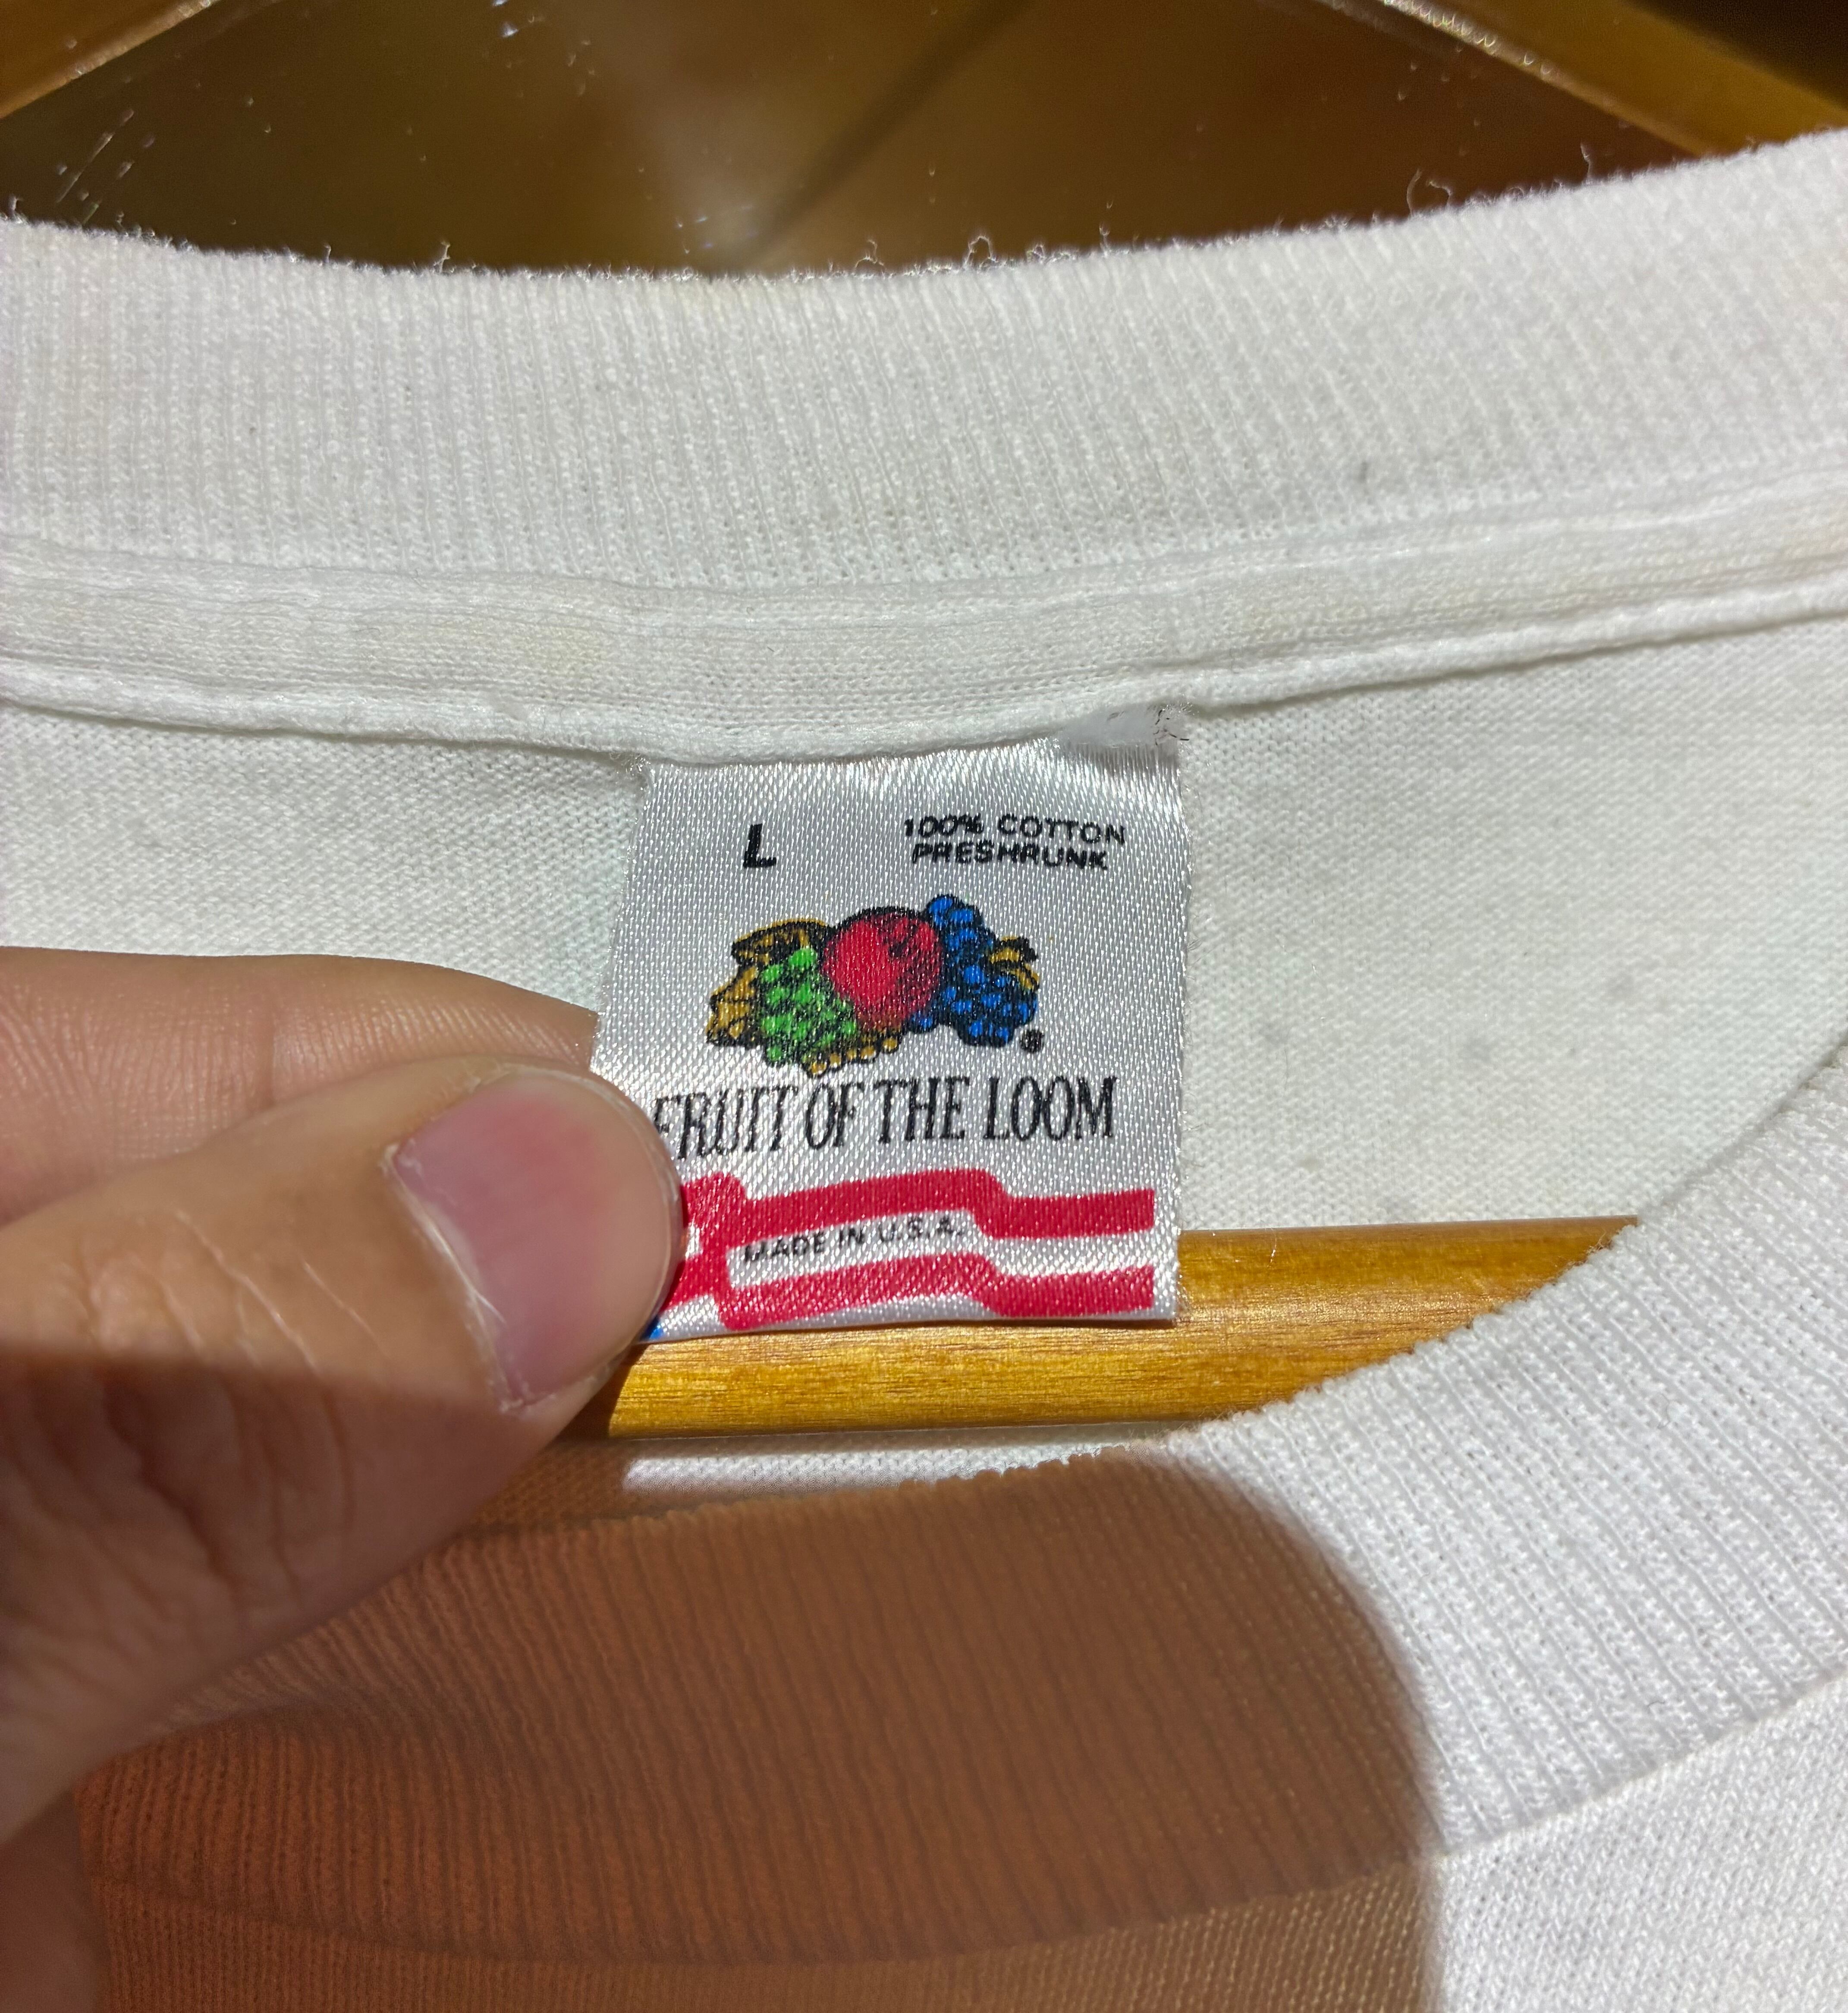 L
100% COTTON
PRESHRUNK
®
FRUIT OF THE LOOM
MADE IN U.S.A.